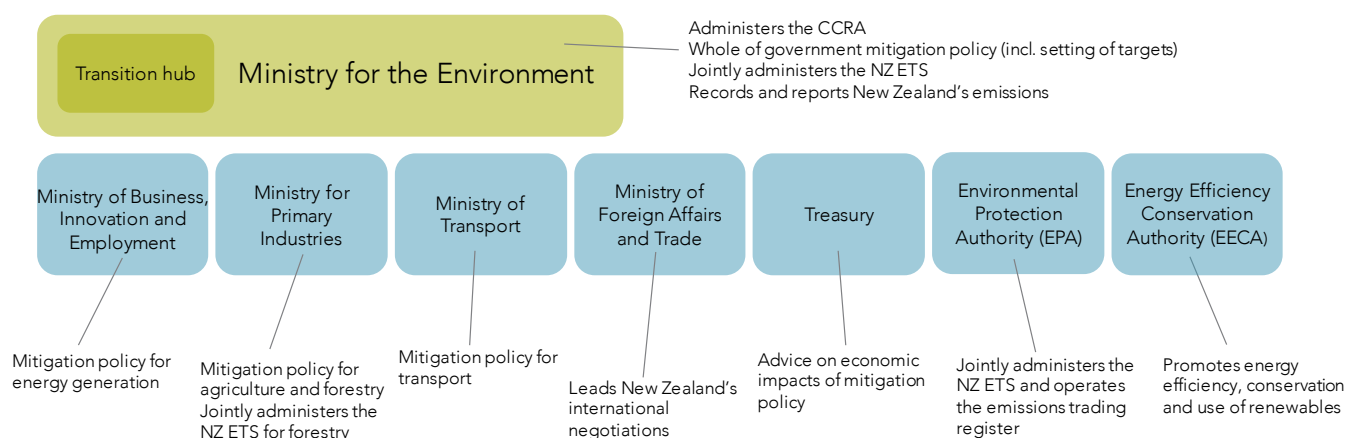 Transition hub
Ministry for the Environment
Administers the CCRA
Whole of government mitigation policy (incl. setting of targets)
Jointly administers the NZ ETS
Records and reports New Zealand's emissions
Ministry of Business,
Innovation and
Employment
Ministry for
Primary
Industries
Ministry of
Transport
Ministry of
Foreign Affairs
and Trade
Treasury
Environmental
Protection
Authority (EPA)
Energy Efficiency
Conservation
Authority (EECA)
Mitigation policy for
energy generation
Mitigation policy for
agriculture and forestry
Jointly administers the
NZ ETS for forestry
Mitigation policy for
transport
Leads New Zealand's
international
negotiations
Advice on economic
impacts of mitigation
policy
Jointly administers the
NZ ETS and operates
the emissions trading
register
Promotes energy
efficiency, conservation
and use of renewables